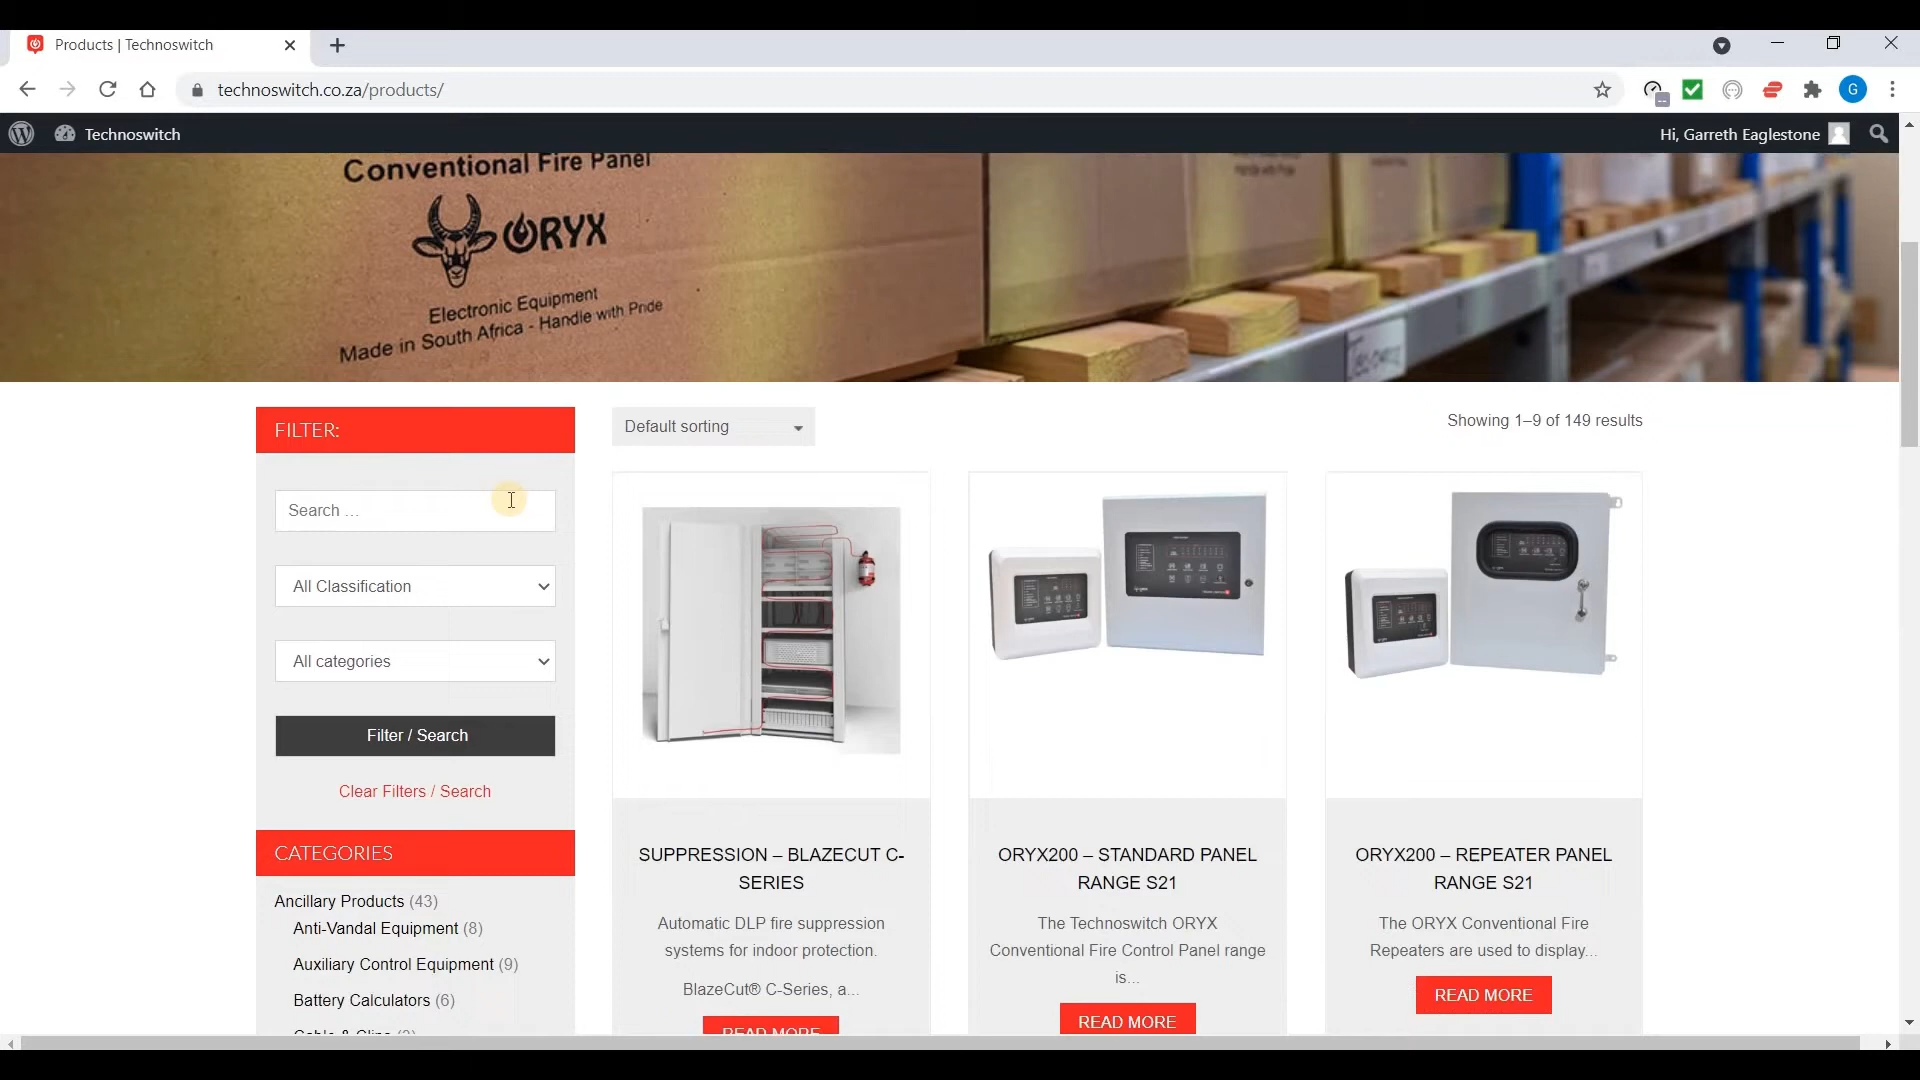 Products | Technoswitch
technoswitch.co.za/products/
G
Technoswitch
Hi, Garreth Eaglestone
Conventional Fire Panel
ORYX
Electronic Equipment
Made in South Africa - Handle with Pride
FILTER:
Search ...
All Classification
All categories
Filter / Search
Clear Filters / Search
CATEGORIES
Ancillary Products (43)
Anti-Vandal Equipment (8)
Auxiliary Control Equipment (9)
Battery Calculators (6)
Default sorting
Showing 1–9 of 149 results
SUPPRESSION – BLAZECUT C-
SERIES
Automatic DLP fire suppression
systems for indoor protection.
BlazeCut® C-Series, a...
READ MORE
ORYX200 – STANDARD PANEL
RANGE S21
The Technoswitch ORYX
Conventional Fire Control Panel range
is...
READ MORE
ORYX200 – REPEATER PANEL
RANGE S21
The ORYX Conventional Fire
Repeaters are used to display...
READ MORE